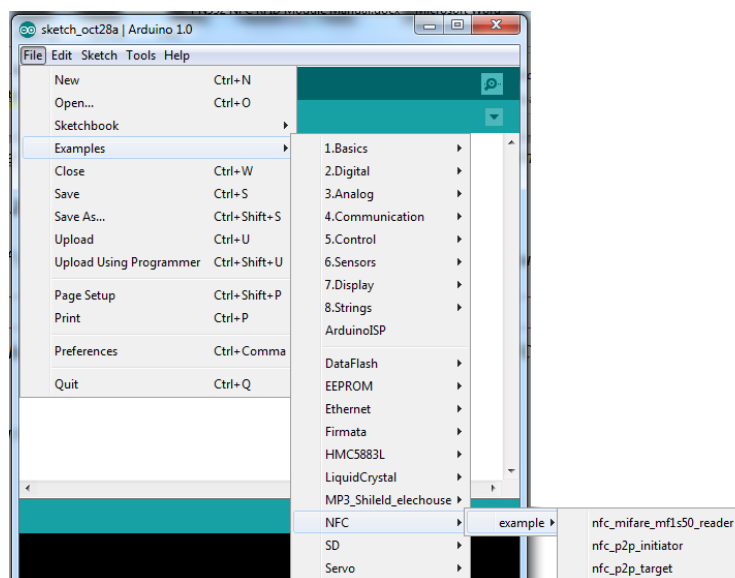 sketch_oct28a | Arduino 1.0
File Edit Sketch Tools Help
New Ctrl+N
Open... Ctrl+O
Sketchbook
Examples
Close Ctrl+W
Save Ctrl+S
Save As... Ctrl+Shift+S
Upload Ctrl+U
Upload Using Programmer Ctrl+Shift+U
Page Setup Ctrl+Shift+P
Print Ctrl+P
Preferences Ctrl+Comma
Quit Ctrl+Q
1.Basics
2.Digital
3.Analog
4.Communication
5.Control
6.Sensors
7.Display
8.Strings
ArduinoISP
DataFlash
EEPROM
Ethernet
Firmata
HMC5883L
LiquidCrystal
MP3_Shileld_elechouse
NFC
SD
Servo
example
nfc_mifare_mf1s50_reader
nfc_p2p_initiator
nfc_p2p_target